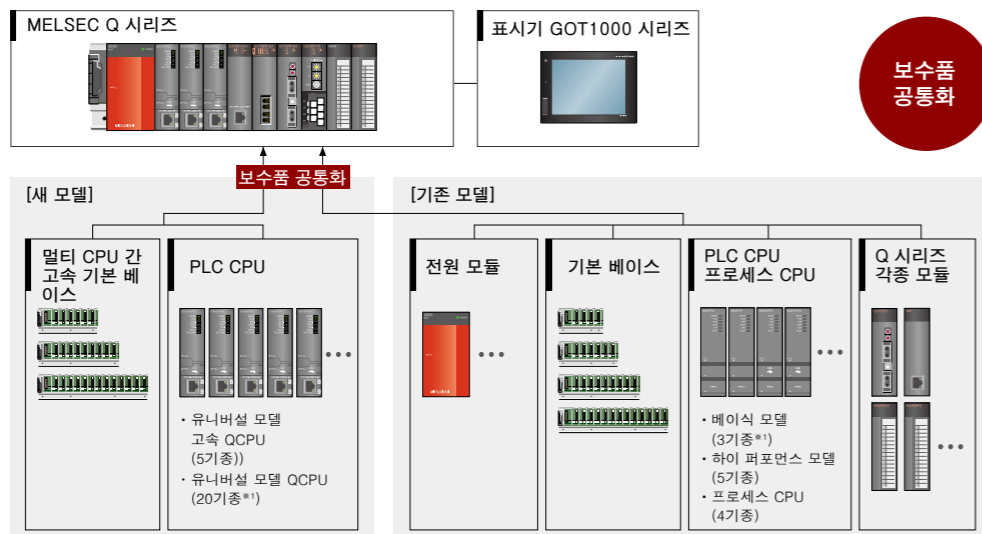 MELSEC Q 시리즈
표시기 GOT1000 시리즈
보수품
공통화
보수품 공통화
[새 모델]
멀티 CPU 간
고속 기본 베
이스
PLC CPU
· 유니버설 모델
고속 QCPU
(5기종))
· 유니버설 모델 QCPU
(20기종※1)
[기존 모델]
전원 모듈
기본 베이스
PLC CPU
프로세스 CPU
· 베이식 모델
(3기종※1)
· 하이 퍼포먼스 모델
(5기종)
· 프로세스 CPU
(4기종)
Q 시리즈
각종 모듈